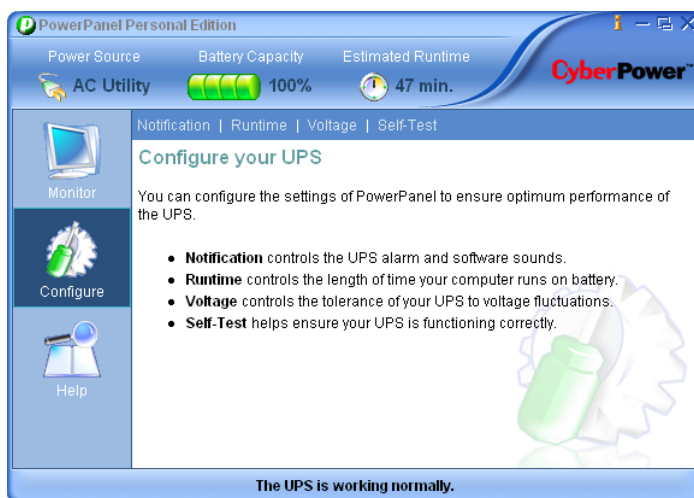 PowerPanel Personal Edition
Power Source Battery Capacity Estimated Runtime
AC Utility 100% 47 min.
CyberPower™
Notification | Runtime | Voltage | Self-Test
Configure your UPS
Monitor
You can configure the settings of PowerPanel to ensure optimum performance of
the UPS.
• Notification controls the UPS alarm and software sounds.
• Runtime controls the length of time your computer runs on battery.
• Voltage controls the tolerance of your UPS to voltage fluctuations.
• Self-Test helps ensure your UPS is functioning correctly.
Configure
Help
The UPS is working normally.